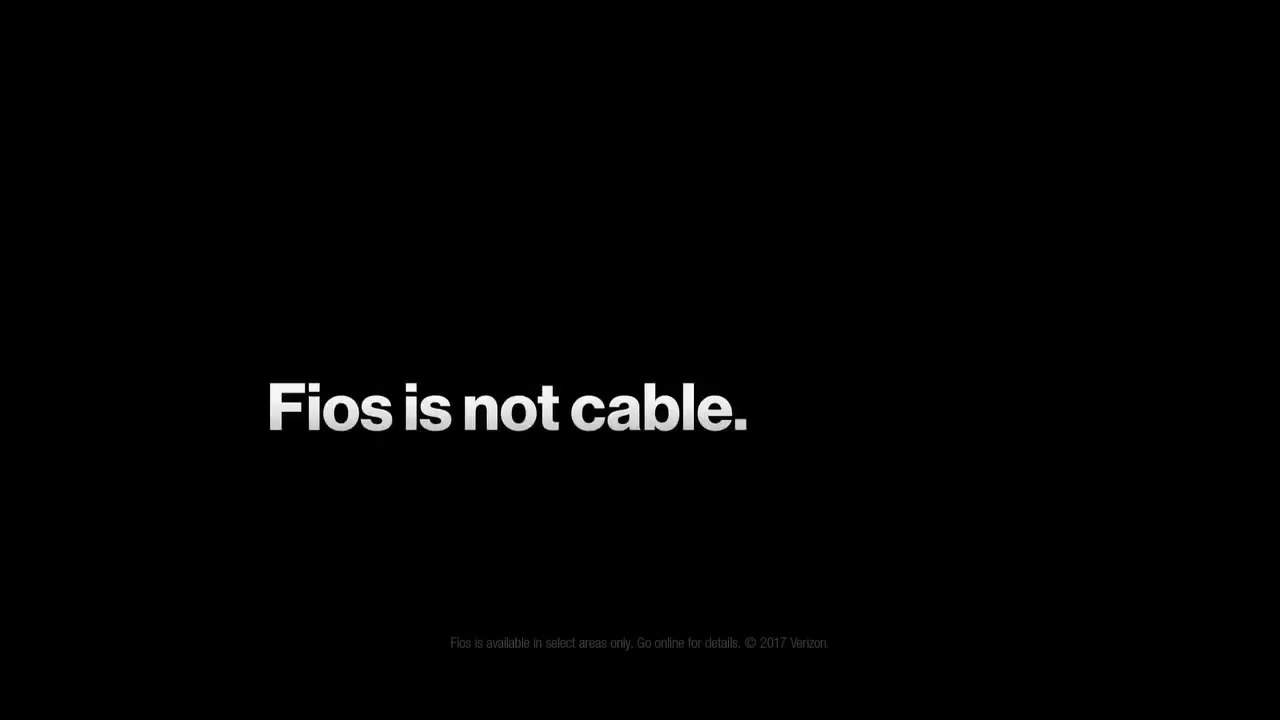 Fios is not cable.
Fios is available in select areas only. Go online for details. © 2017 Verizon.